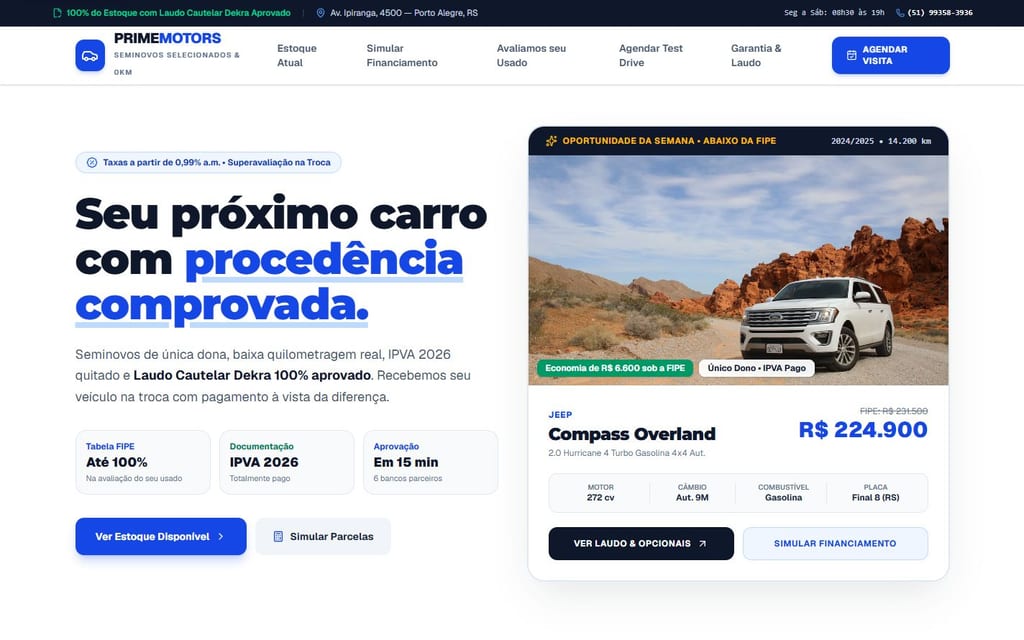 100% do Estoque com Laudo Cautelar Dekra Aprovado
Av. Ipiranga, 4500 — Porto Alegre, RS
Seg a Sáb: 08h30 às 19h
(51) 99358-3936
PRIMEMOTORS
SEMINOVOS SELECIONADOS &
0KM
Estoque
Atual
Simular
Financiamento
Avaliamos seu
Usado
Agendar Test
Drive
Garantia &
Laudo
AGENDAR
VISITA
Taxas a partir de 0,99% a.m. • Superavaliação na Troca
Seu próximo carro
com procedência
comprovada.
Seminovos de única dona, baixa quilometragem real, IPVA 2026
quitado e Laudo Cautelar Dekra 100% aprovado. Recebemos seu
veículo na troca com pagamento à vista da diferença.
Tabela FIPE
Até 100%
Na avaliação do seu usado
Documentação
IPVA 2026
Totalmente pago
Aprovação
Em 15 min
6 bancos parceiros
Ver Estoque Disponível
Simular Parcelas
OPORTUNIDADE DA SEMANA • ABAIXO DA FIPE
2024/2025 • 14.200 km
Economia de R$ 6.600 sob a FIPE
Único Dono • IPVA Pago
JEEP
Compass Overland
2.0 Hurricane 4 Turbo Gasolina 4x4 Aut.
FIPE: R$ 231.500
R$ 224.900
MOTOR
272 cv
CÂMBIO
Aut. 9M
COMBUSTÍVEL
Gasolina
PLACA
Final 8 (RS)
VER LAUDO & OPCIONAIS
SIMULAR FINANCIAMENTO